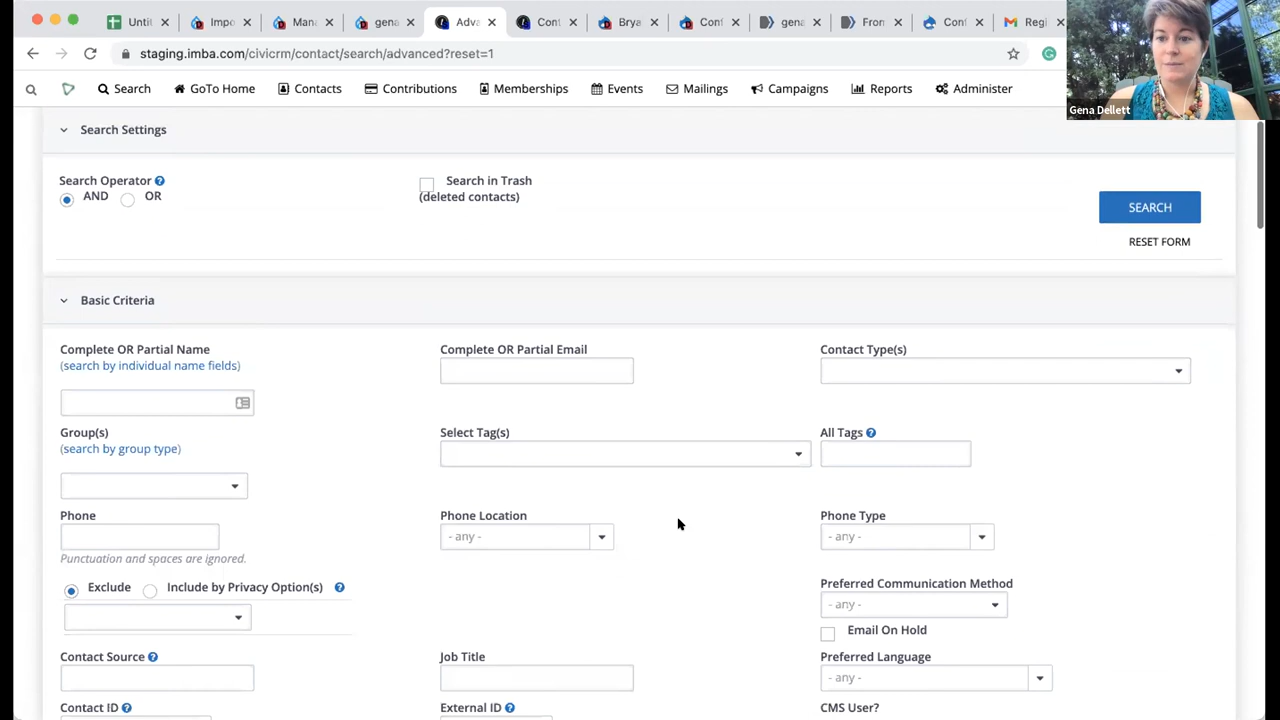 Untit
Impo
Mana
gena
Adva
Cont
Brya
Conf
gena
Fron
Conf
Regi
staging.imba.com/civicrm/contact/search/advanced?reset=1
Gena Dellett
Search
GoTo Home
Contacts
Contributions
Memberships
Events
Mailings
Campaigns
Reports
Administer
Search Settings
Search Operator
AND OR
Search in Trash
(deleted contacts)
SEARCH
RESET FORM
Basic Criteria
Complete OR Partial Name
(search by individual name fields)
Complete OR Partial Email
Contact Type(s)
Group(s)
(search by group type)
Select Tag(s)
All Tags
Phone
Punctuation and spaces are ignored.
Phone Location
- any -
Phone Type
- any -
Exclude Include by Privacy Option(s)
Preferred Communication Method
- any -
Email On Hold
Contact Source
Job Title
Preferred Language
- any -
Contact ID
External ID
CMS User?